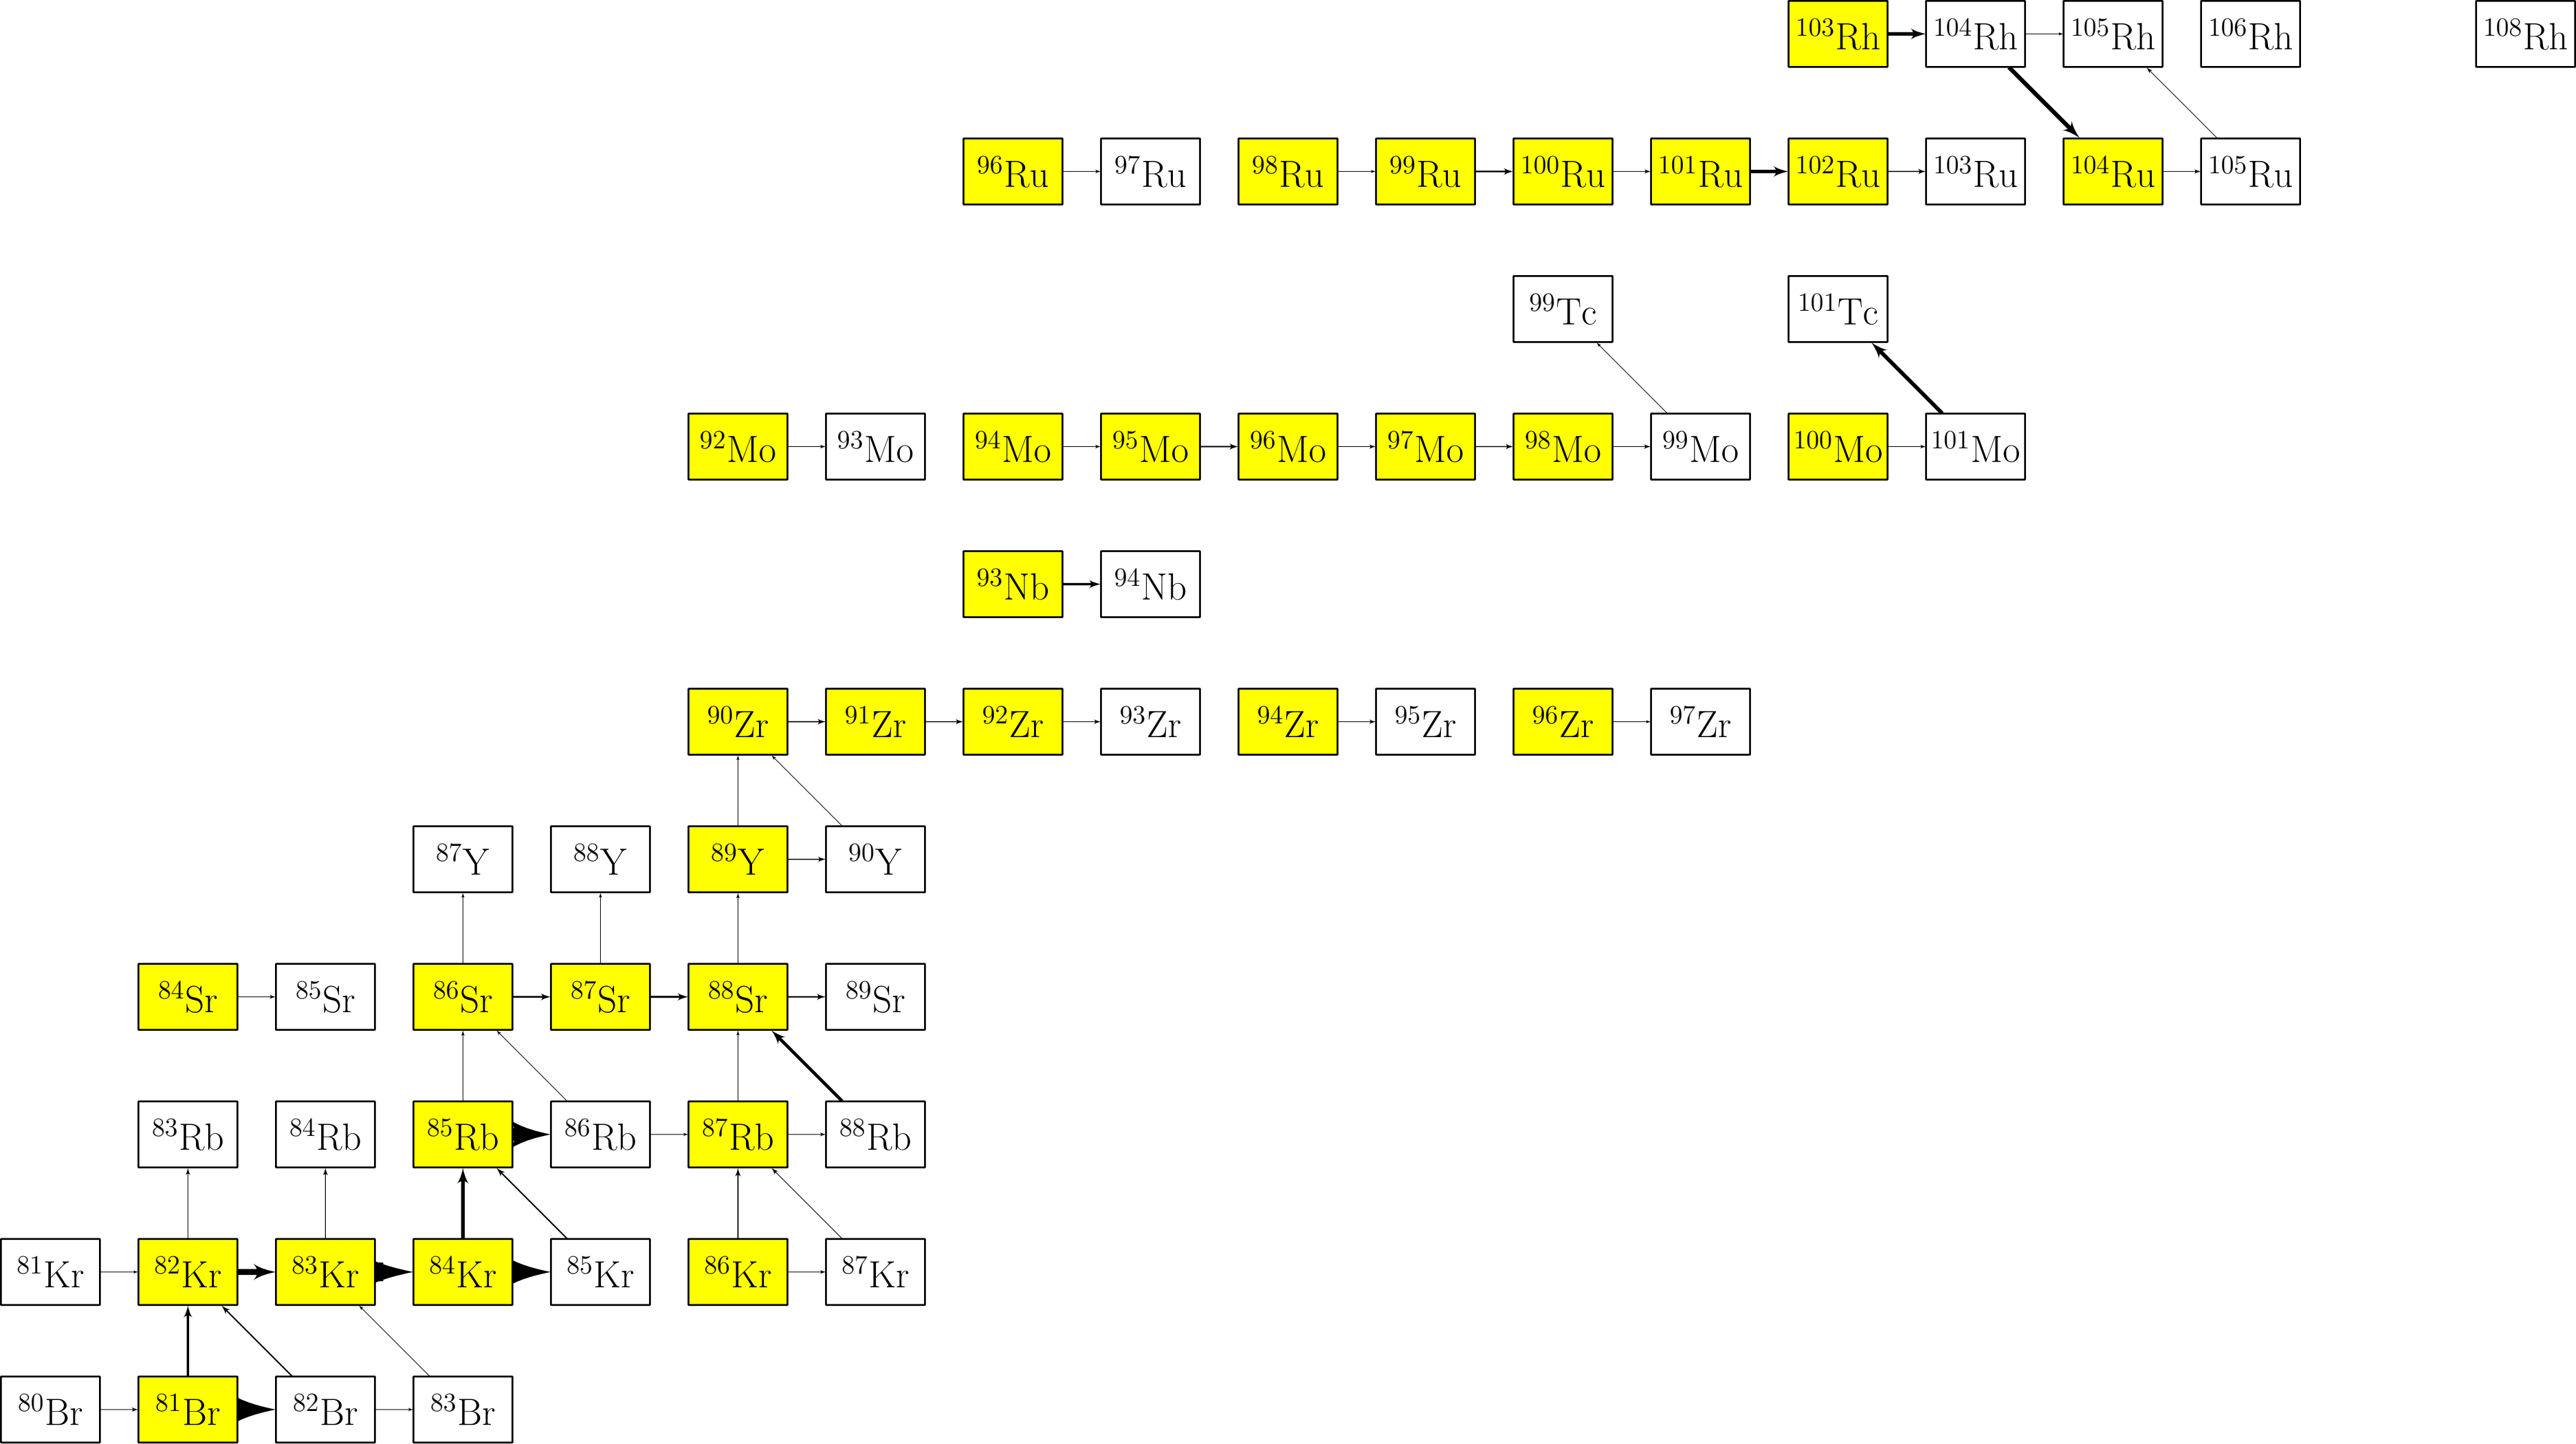 103Rh 104Rh 105Rh 106Rh 108Rh
96Ru 97Ru 98Ru 99Ru 100Ru 101Ru 102Ru 103Ru 104Ru 105Ru
99Tc 101Tc
92Mo 93Mo 94Mo 95Mo 96Mo 97Mo 98Mo 99Mo 100Mo 101Mo
93Nb 94Nb
90Zr 91Zr 92Zr 93Zr 94Zr 95Zr 96Zr 97Zr
87Y 88Y 89Y 90Y
84Sr 85Sr 86Sr 87Sr 88Sr 89Sr
83Rb 84Rb 85Rb 86Rb 87Rb 88Rb
81Kr 82Kr 83Kr 84Kr 85Kr 86Kr 87Kr
80Br 81Br 82Br 83Br